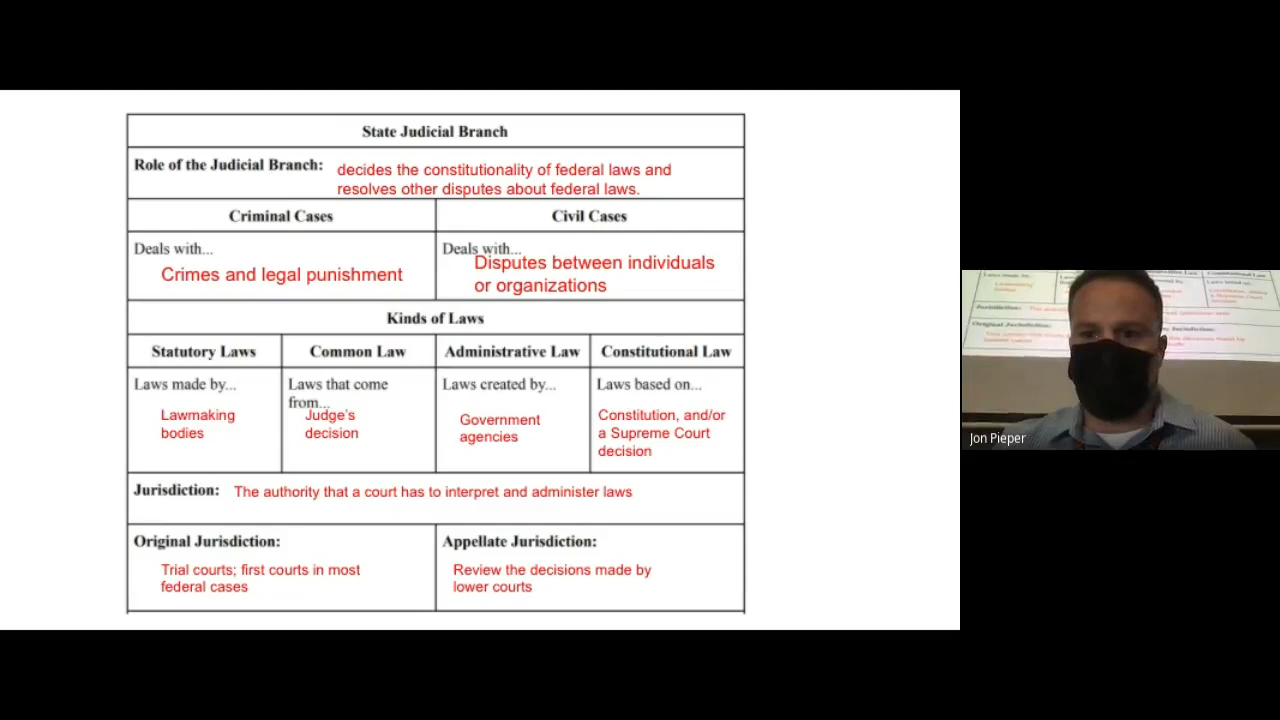 State Judicial Branch
Role of the Judicial Branch: decides the constitutionality of federal laws and
resolves other disputes about federal laws.
Criminal Cases
Civil Cases
Deals with...
Crimes and legal punishment
Deals with...
Disputes between individuals
or organizations
Kinds of Laws
Statutory Laws
Common Law
Administrative Law
Constitutional Law
Laws made by...
Lawmaking
bodies
Laws that come
from...
Judge's
decision
Laws created by...
Government
agencies
Laws based on...
Constitution, and/or
a Supreme Court
decision
Jurisdiction: The authority that a court has to interpret and administer laws
Original Jurisdiction:
Trial courts; first courts in most
federal cases
Appellate Jurisdiction:
Review the decisions made by
lower courts
Jon Pieper